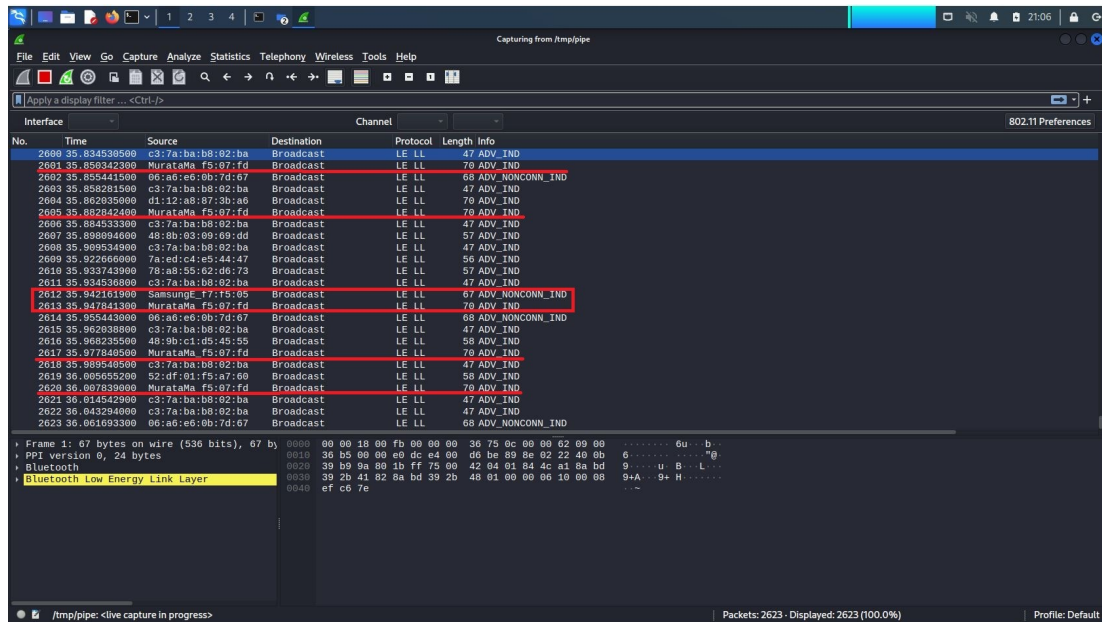 1 2 3 4 21:06
Capturing from /tmp/pipe
File Edit View Go Capture Analyze Statistics Telephony Wireless Tools Help
Apply a display filter ... <Ctrl-/>
Interface Channel 802.11 Preferences
No. Time Source Destination Protocol Length Info
2600 35.834530500 c3:7a:ba:b8:02:ba Broadcast LE LL 47 ADV_IND
2601 35.850342300 MurataMa_f5:07:fd Broadcast LE LL 70 ADV_IND
2602 35.855441500 06:a6:e6:0b:7d:67 Broadcast LE LL 68 ADV_NONCONN_IND
2603 35.858281500 c3:7a:ba:b8:02:ba Broadcast LE LL 47 ADV_IND
2604 35.862035000 d1:12:a8:87:3b:a6 Broadcast LE LL 70 ADV_IND
2605 35.882842400 MurataMa_f5:07:fd Broadcast LE LL 70 ADV_IND
2606 35.884533300 c3:7a:ba:b8:02:ba Broadcast LE LL 47 ADV_IND
2607 35.898094600 48:8b:03:09:69:dd Broadcast LE LL 57 ADV_IND
2608 35.909534900 c3:7a:ba:b8:02:ba Broadcast LE LL 47 ADV_IND
2609 35.922666000 7a:ed:c4:e5:44:47 Broadcast LE LL 56 ADV_IND
2610 35.933743900 78:a8:55:62:d6:73 Broadcast LE LL 57 ADV_IND
2611 35.934536800 c3:7a:ba:b8:02:ba Broadcast LE LL 47 ADV_IND
2612 35.942161900 SamsungE_f7:f5:05 Broadcast LE LL 67 ADV_NONCONN_IND
2613 35.947841300 MurataMa_f5:07:fd Broadcast LE LL 70 ADV_IND
2614 35.955443000 06:a6:e6:0b:7d:67 Broadcast LE LL 68 ADV_NONCONN_IND
2615 35.962038800 c3:7a:ba:b8:02:ba Broadcast LE LL 47 ADV_IND
2616 35.968235500 48:9b:c1:d5:45:55 Broadcast LE LL 58 ADV_IND
2617 35.977840500 MurataMa_f5:07:fd Broadcast LE LL 70 ADV_IND
2618 35.989540500 c3:7a:ba:b8:02:ba Broadcast LE LL 47 ADV_IND
2619 36.005655200 52:df:01:f5:a7:60 Broadcast LE LL 58 ADV_IND
2620 36.007839000 MurataMa_f5:07:fd Broadcast LE LL 70 ADV_IND
2621 36.014542900 c3:7a:ba:b8:02:ba Broadcast LE LL 47 ADV_IND
2622 36.043294000 c3:7a:ba:b8:02:ba Broadcast LE LL 47 ADV_IND
2623 36.061693300 06:a6:e6:0b:7d:67 Broadcast LE LL 68 ADV_NONCONN_IND
Frame 1: 67 bytes on wire (536 bits), 67 by 0000 00 00 18 00 fb 00 00 00 36 75 0c 00 00 62 09 00 ········ 6u···b··
PPI version 0, 24 bytes 0010 36 b5 00 00 e0 dc e4 00 d6 be 89 8e 02 22 40 0b 6······· ·····"@·
Bluetooth 0020 39 b9 9a 80 1b ff 75 00 42 04 01 84 4c a1 8a bd 9·····u· B···L···
Bluetooth Low Energy Link Layer 0030 39 2b 41 82 8a bd 39 2b 48 01 00 00 06 10 00 08 9+A···9+ H·······
0040 ef c6 7e ··~
/tmp/pipe: <live capture in progress> Packets: 2623 · Displayed: 2623 (100.0%) Profile: Default